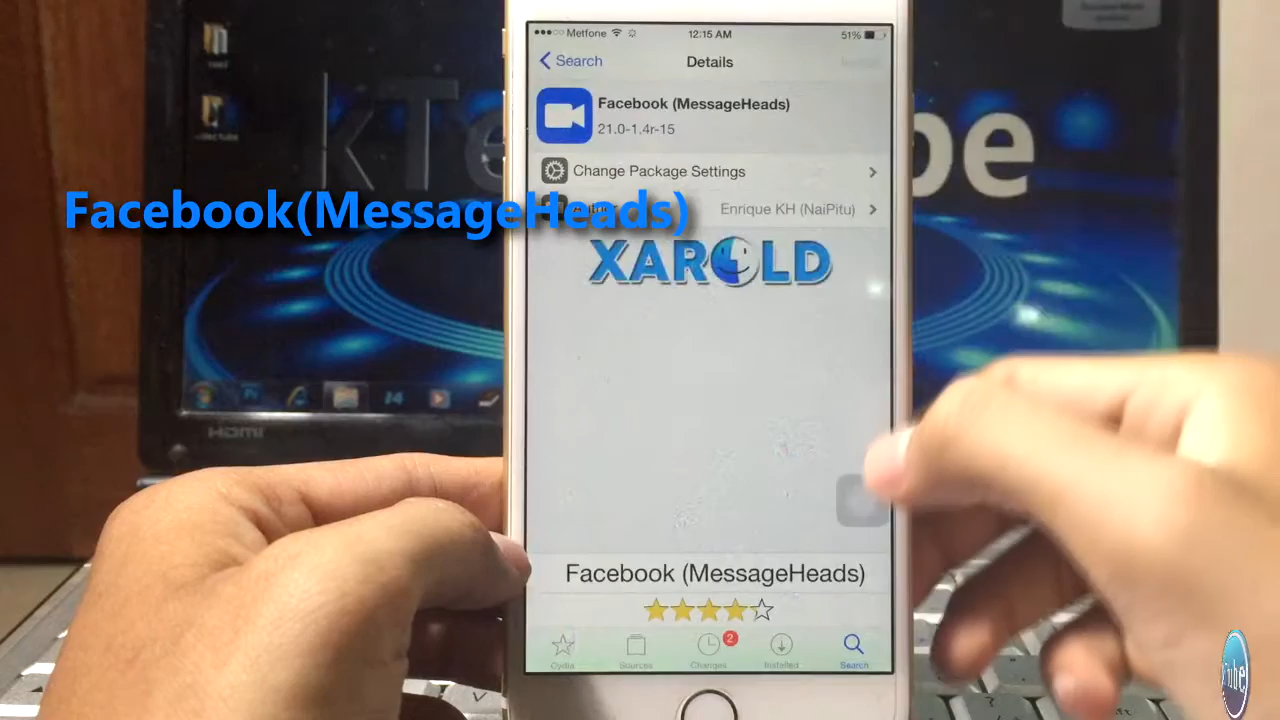 Metfone
12:15 AM
51%
Search
Details
Facebook (MessageHeads)
21.0-1.4r-15
Change Package Settings
Enrique KH (NaiPitu)
Facebook(MessageHeads)
XAROLD
Facebook (MessageHeads)
Cydia
Sources
Changes
2
Installed
Search
HDMI